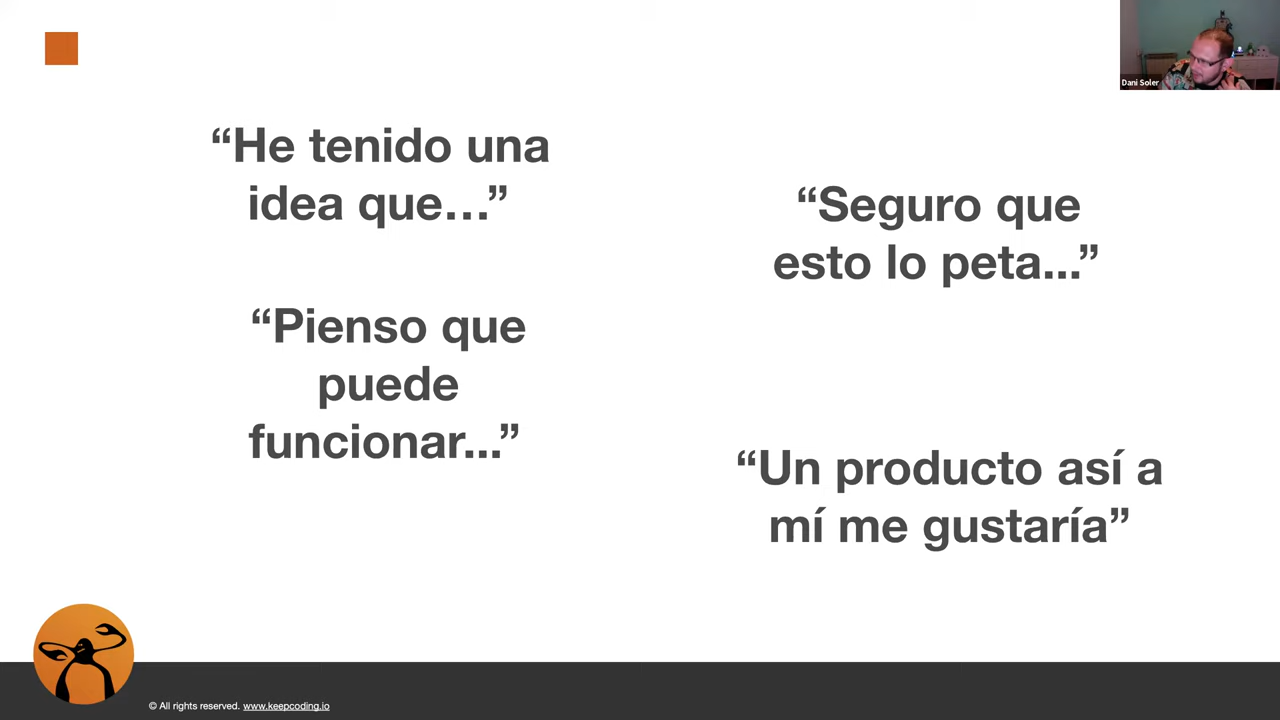 Dani Soler
“He tenido una
idea que…”
“Seguro que
esto lo peta...”
“Pienso que
puede
funcionar...”
“Un producto así a
mí me gustaría”
© All rights reserved. www.keepcoding.io